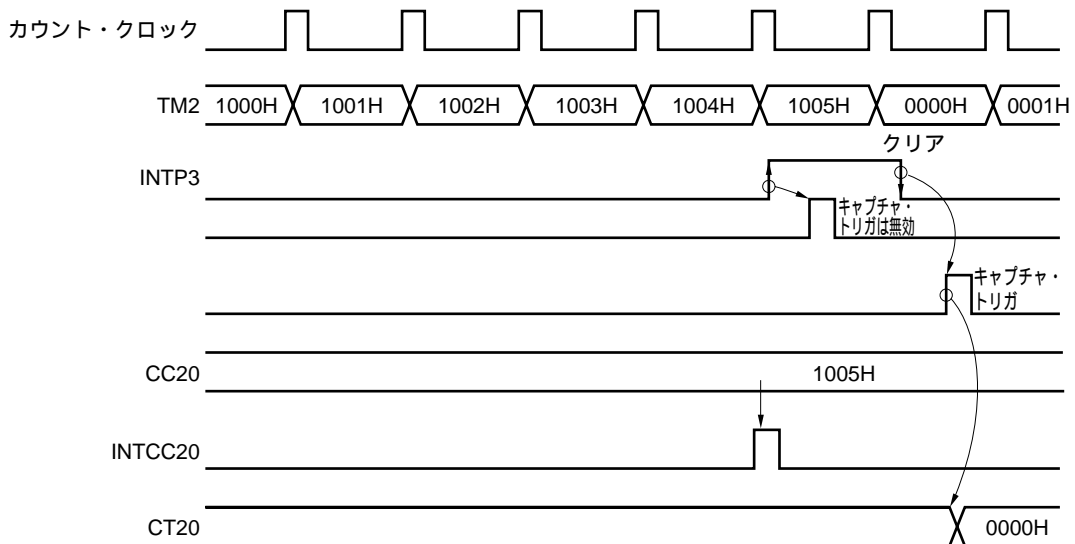 カウント・クロック
TM2 1000H 1001H 1002H 1003H 1004H 1005H 0000H 0001H
クリア
INTP3
キャプチャ・
トリガは無効
キャプチャ・
トリガ
CC20 1005H
INTCC20
CT20 0000H